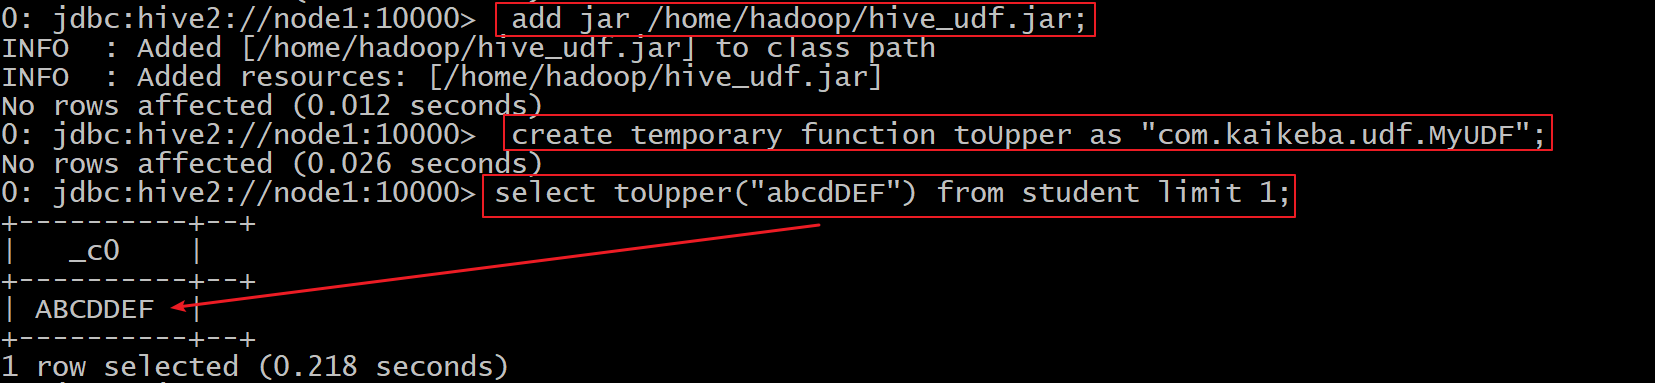 0: jdbc:hive2://node1:10000> add jar /home/hadoop/hive_udf.jar;
INFO  : Added [/home/hadoop/hive_udf.jar] to class path
INFO  : Added resources: [/home/hadoop/hive_udf.jar]
No rows affected (0.012 seconds)
0: jdbc:hive2://node1:10000> create temporary function toUpper as "com.kaikeba.udf.MyUDF";
No rows affected (0.026 seconds)
0: jdbc:hive2://node1:10000> select toUpper("abcdDEF") from student limit 1;
+----------+--+
|   _c0    |
+----------+--+
| ABCDDEF  |
+----------+--+
1 row selected (0.218 seconds)